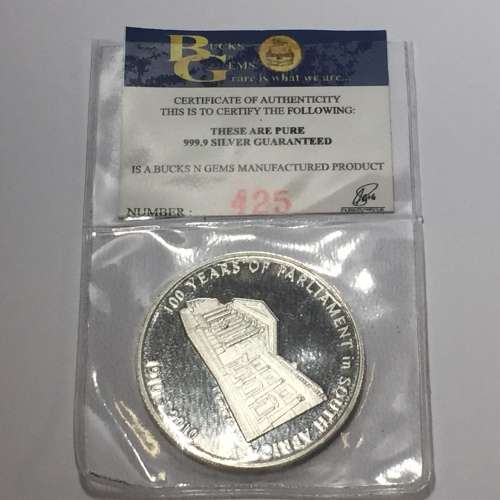 BUCKS
GEMS
rare is what we are...
CERTIFICATE OF AUTHENTICITY
THIS IS TO CERTIFY THE FOLLOWING:
THESE ARE PURE
999.9 SILVER GUARANTEED
IS A BUCKS N GEMS MANUFACTURED PRODUCT
NUMBER : 425
100 YEARS OF PARLIAMENT in SOUTH AFRICA
1910 - 2010